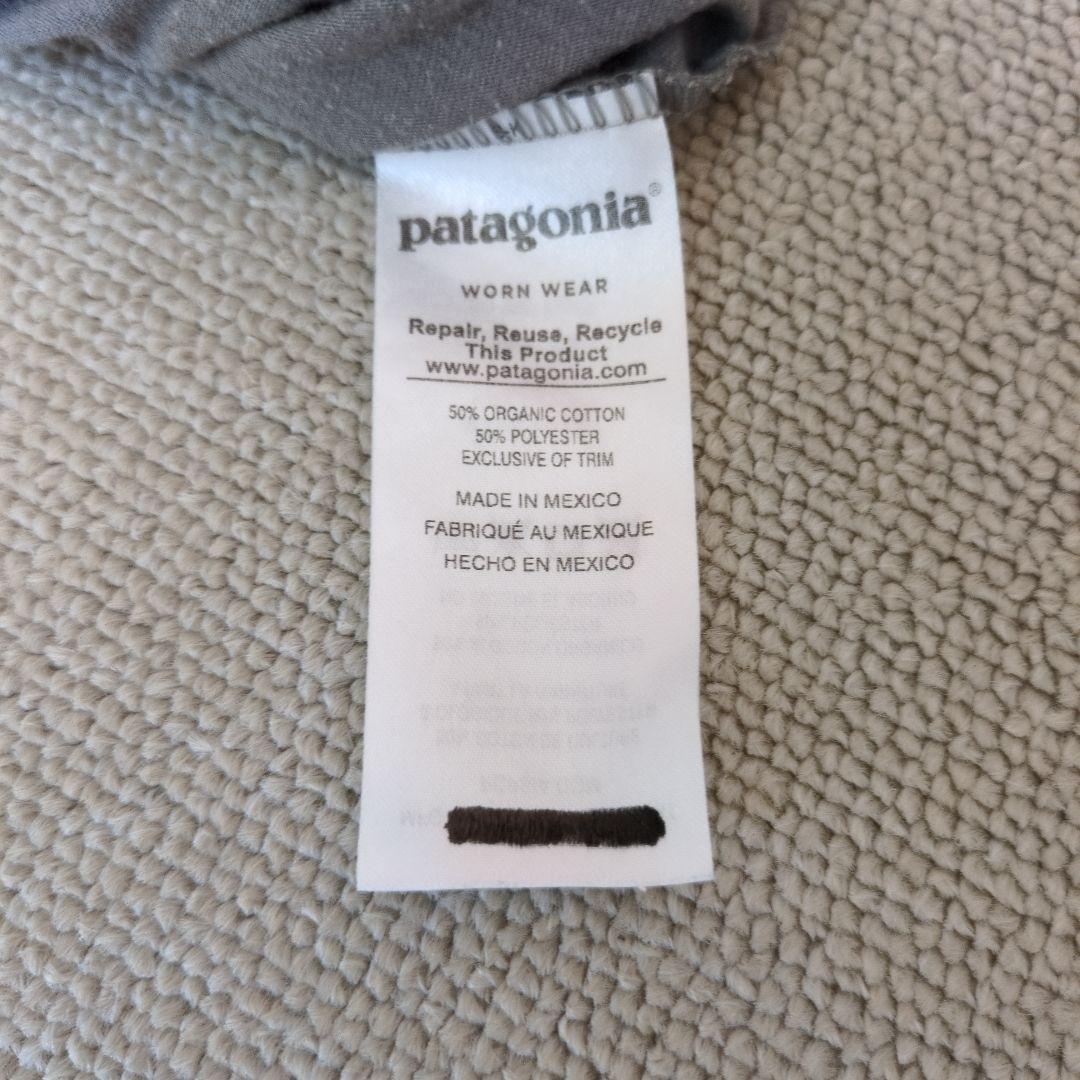 patagonia®
WORN WEAR
Repair, Reuse, Recycle
This Product
www.patagonia.com
50% ORGANIC COTTON
50% POLYESTER
EXCLUSIVE OF TRIM
MADE IN MEXICO
FABRIQUÉ AU MEXIQUE
HECHO EN MEXICO